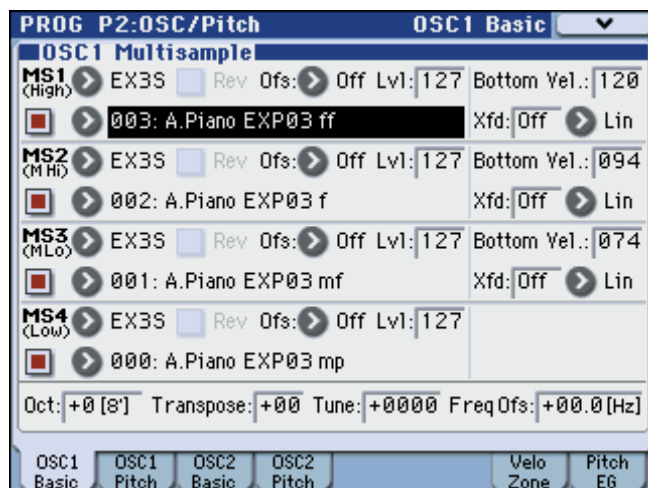 PROG P2:OSC/Pitch OSC1 Basic
OSC1 Multisample
MS1 EX3S Rev Ofs: Off Lvl: 127 Bottom Vel.: 120
(High)
003: A.Piano EXP03 ff Xfd: Off Lin
MS2 EX3S Rev Ofs: Off Lvl: 127 Bottom Vel.: 094
(M Hi)
002: A.Piano EXP03 f Xfd: Off Lin
MS3 EX3S Rev Ofs: Off Lvl: 127 Bottom Vel.: 074
(MLo)
001: A.Piano EXP03 mf Xfd: Off Lin
MS4 EX3S Rev Ofs: Off Lvl: 127
(Low)
000: A.Piano EXP03 mp
Oct: +0 [8'] Transpose: +00 Tune: +0000 Freq Ofs: +00.0[Hz]
OSC1 OSC1 OSC2 OSC2 Velo Pitch
Basic Pitch Basic Pitch Zone EG